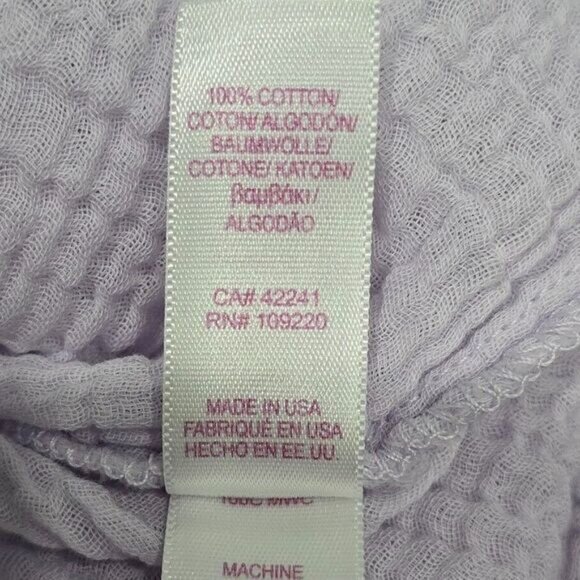 100% COTTON/
COTON/ ALGODÓN/
BAUMWOLLE/
COTONE/ KATOEN/
βαμβάκι/
ALGODÃO
CA# 42241
RN# 109220
MADE IN USA
FABRIQUÉ EN USA
HECHO EN EE.UU.
MACHINE